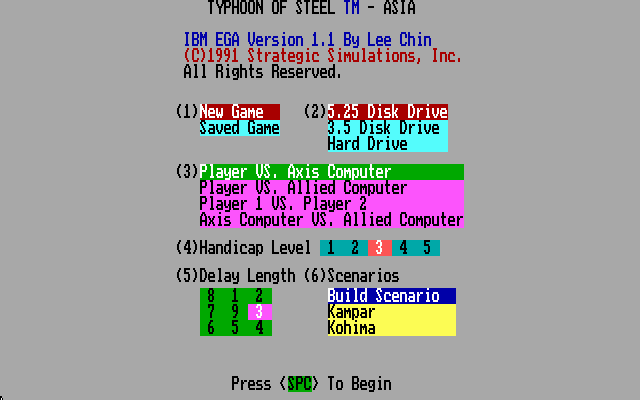 TYPHOON OF STEEL TM - ASIA
IBM EGA Version 1.1 By Lee Chin
(C)1991 Strategic Simulations, Inc.
All Rights Reserved.
(1)New Game (2)5.25 Disk Drive
Saved Game 3.5 Disk Drive
Hard Drive
(3)Player VS. Axis Computer
Player VS. Allied Computer
Player 1 VS. Player 2
Axis Computer VS. Allied Computer
(4)Handicap Level 1 2 3 4 5
(5)Delay Length (6)Scenarios
8 1 2 Build Scenario
7 9 3 Kampar
6 5 4 Kohima
Press <SPC> To Begin